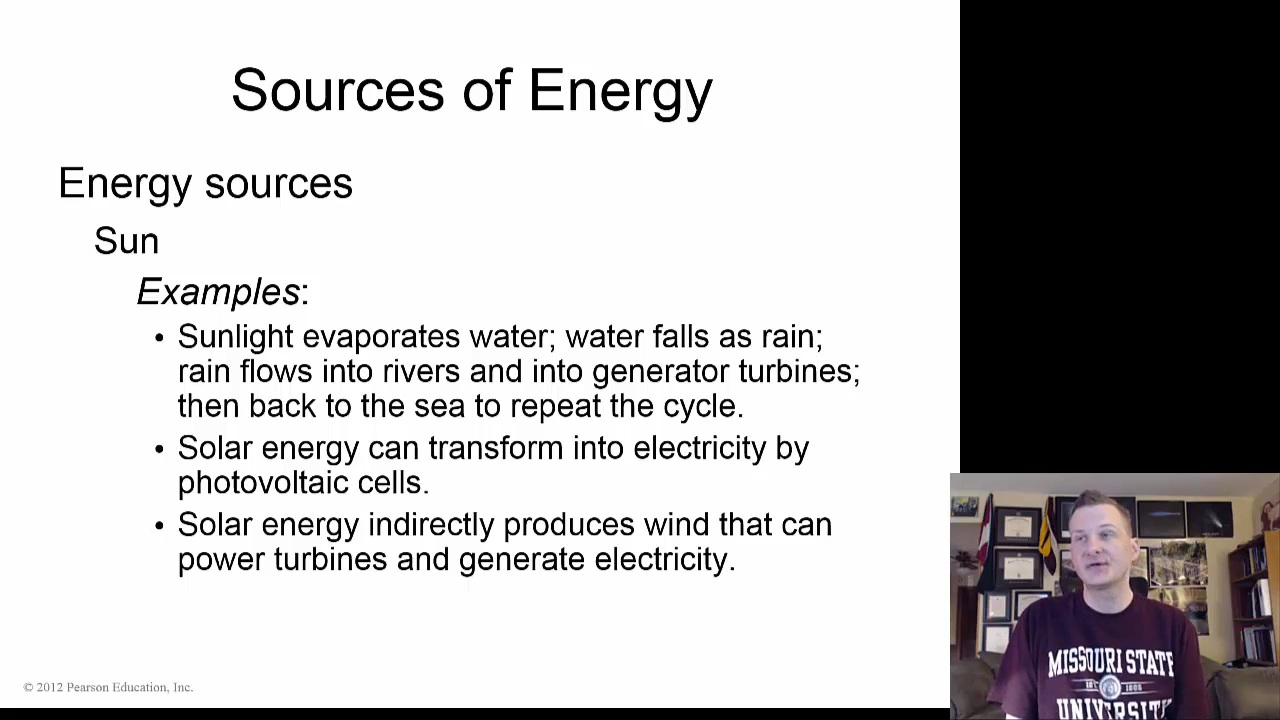 Sources of Energy
Energy sources
Sun
Examples:
• Sunlight evaporates water; water falls as rain;
rain flows into rivers and into generator turbines;
then back to the sea to repeat the cycle.
• Solar energy can transform into electricity by
photovoltaic cells.
• Solar energy indirectly produces wind that can
power turbines and generate electricity.
© 2012 Pearson Education, Inc.
MISSOURI STATE
UNIVERSITY